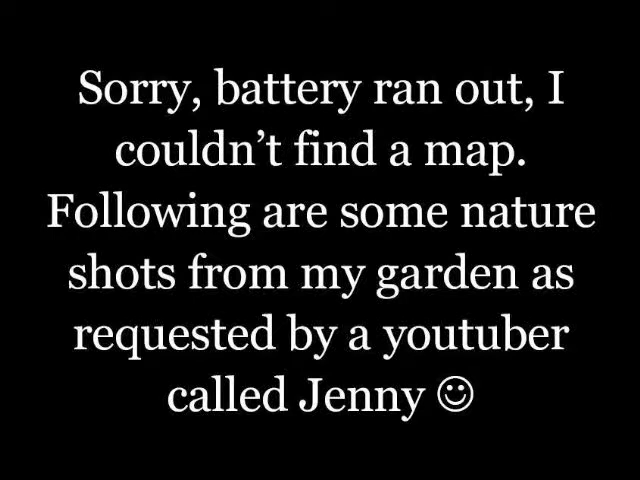 Sorry, battery ran out, I
couldn’t find a map.
Following are some nature
shots from my garden as
requested by a youtuber
called Jenny ☺